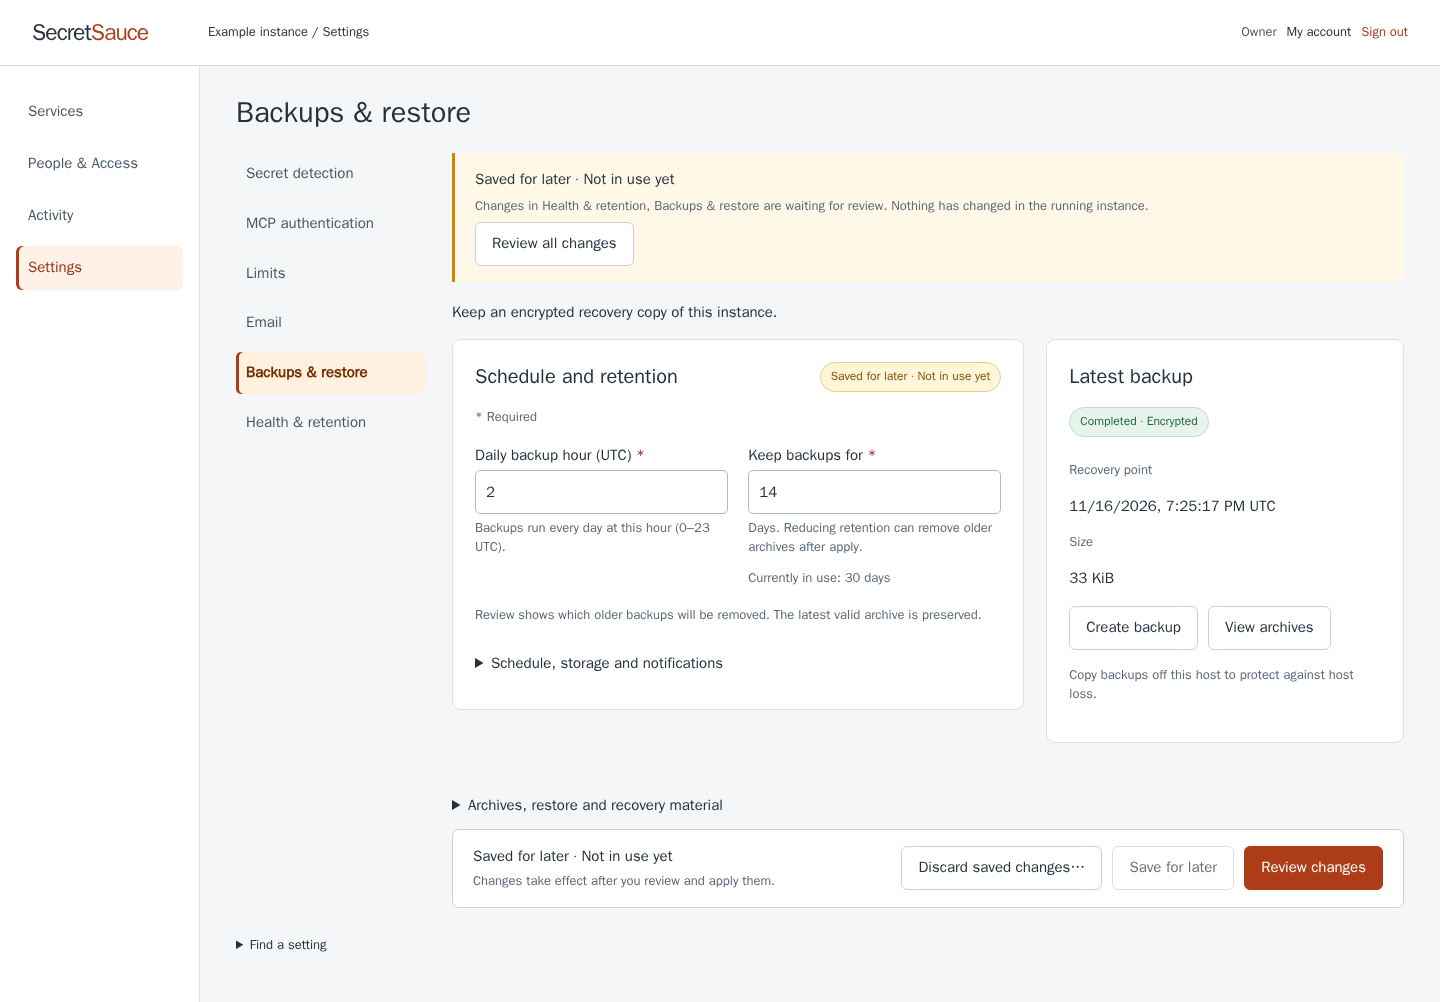 SecretSauce
Example instance / Settings
Owner My account Sign out
Services
People & Access
Activity
Settings
Backups & restore
Secret detection
MCP authentication
Limits
Email
Backups & restore
Health & retention
Saved for later · Not in use yet
Changes in Health & retention, Backups & restore are waiting for review. Nothing has changed in the running instance.
Review all changes
Keep an encrypted recovery copy of this instance.
Schedule and retention
Saved for later · Not in use yet
* Required
Daily backup hour (UTC) *
2
Backups run every day at this hour (0–23
UTC).
Keep backups for *
14
Days. Reducing retention can remove older
archives after apply.
Currently in use: 30 days
Review shows which older backups will be removed. The latest valid archive is preserved.
Schedule, storage and notifications
Latest backup
Completed · Encrypted
Recovery point
11/16/2026, 7:25:17 PM UTC
Size
33 KiB
Create backup
View archives
Copy backups off this host to protect against host
loss.
Archives, restore and recovery material
Saved for later · Not in use yet
Changes take effect after you review and apply them.
Discard saved changes…
Save for later
Review changes
Find a setting